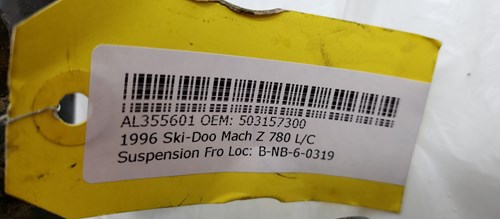 AL355601 OEM: 503157300
1996 Ski-Doo Mach Z 780 L/C
Suspension Fro Loc: B-NB-6-0319